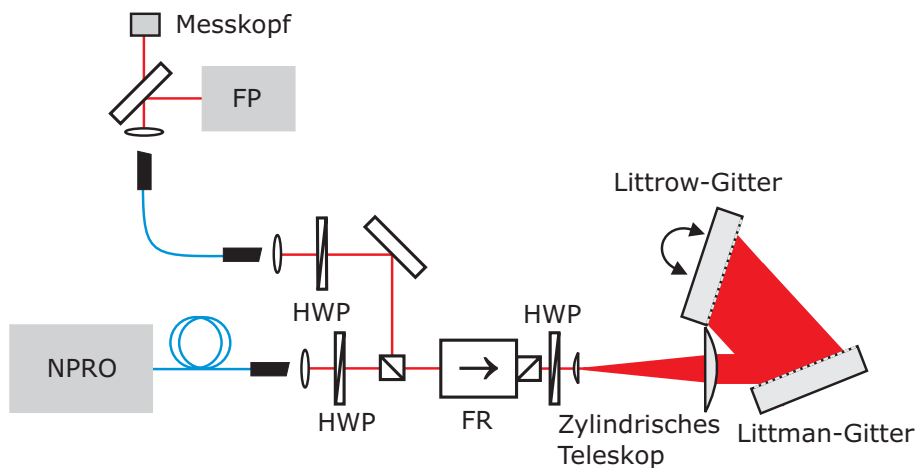 Messkopf
FP
Littrow-Gitter
HWP
HWP
NPRO
HWP
FR
Zylindrisches
Teleskop
Littman-Gitter